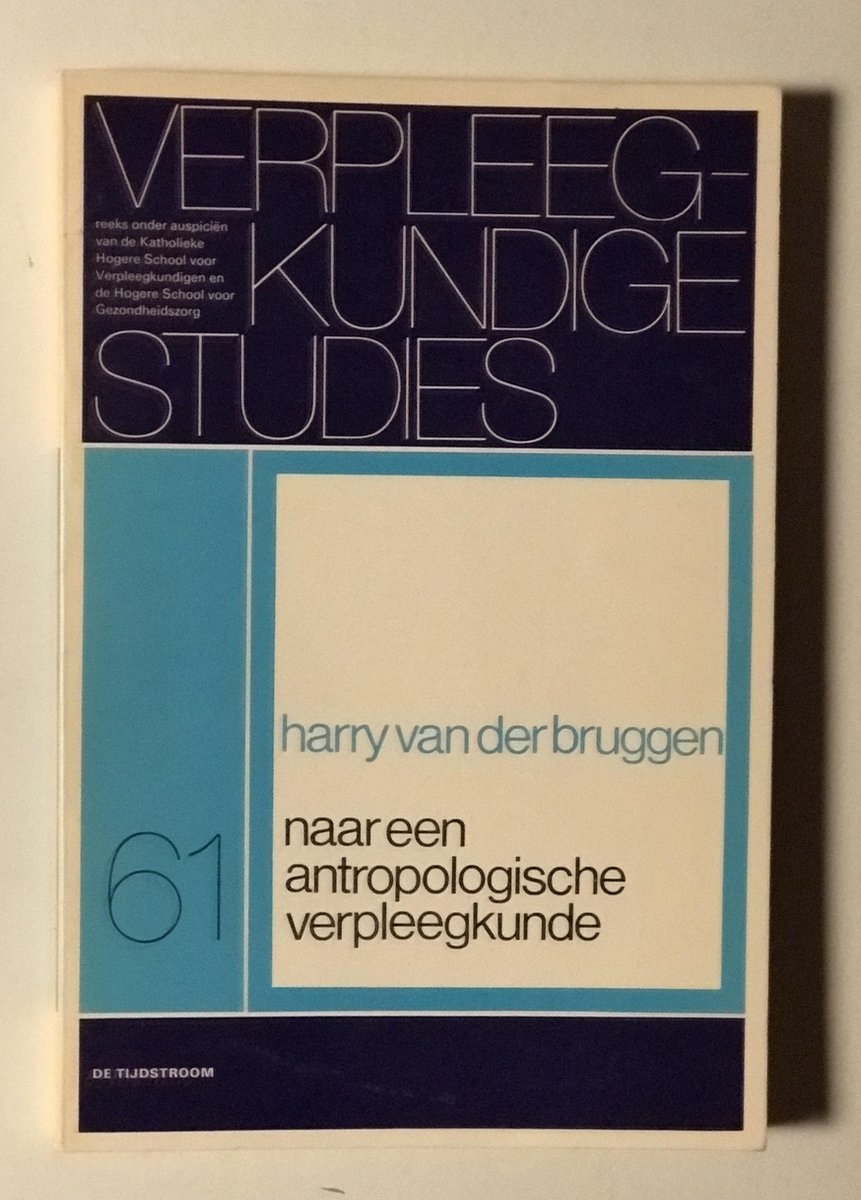 VERPLEEG-
KUNDIGE
STUDIES
reeks onder auspiciën
van de Katholieke
Hogere School voor
Verpleegkundigen en
de Hogere School voor
Gezondheidszorg
harry van der bruggen
naar een
antropologische
verpleegkunde
61
DE TIJDSTROOM